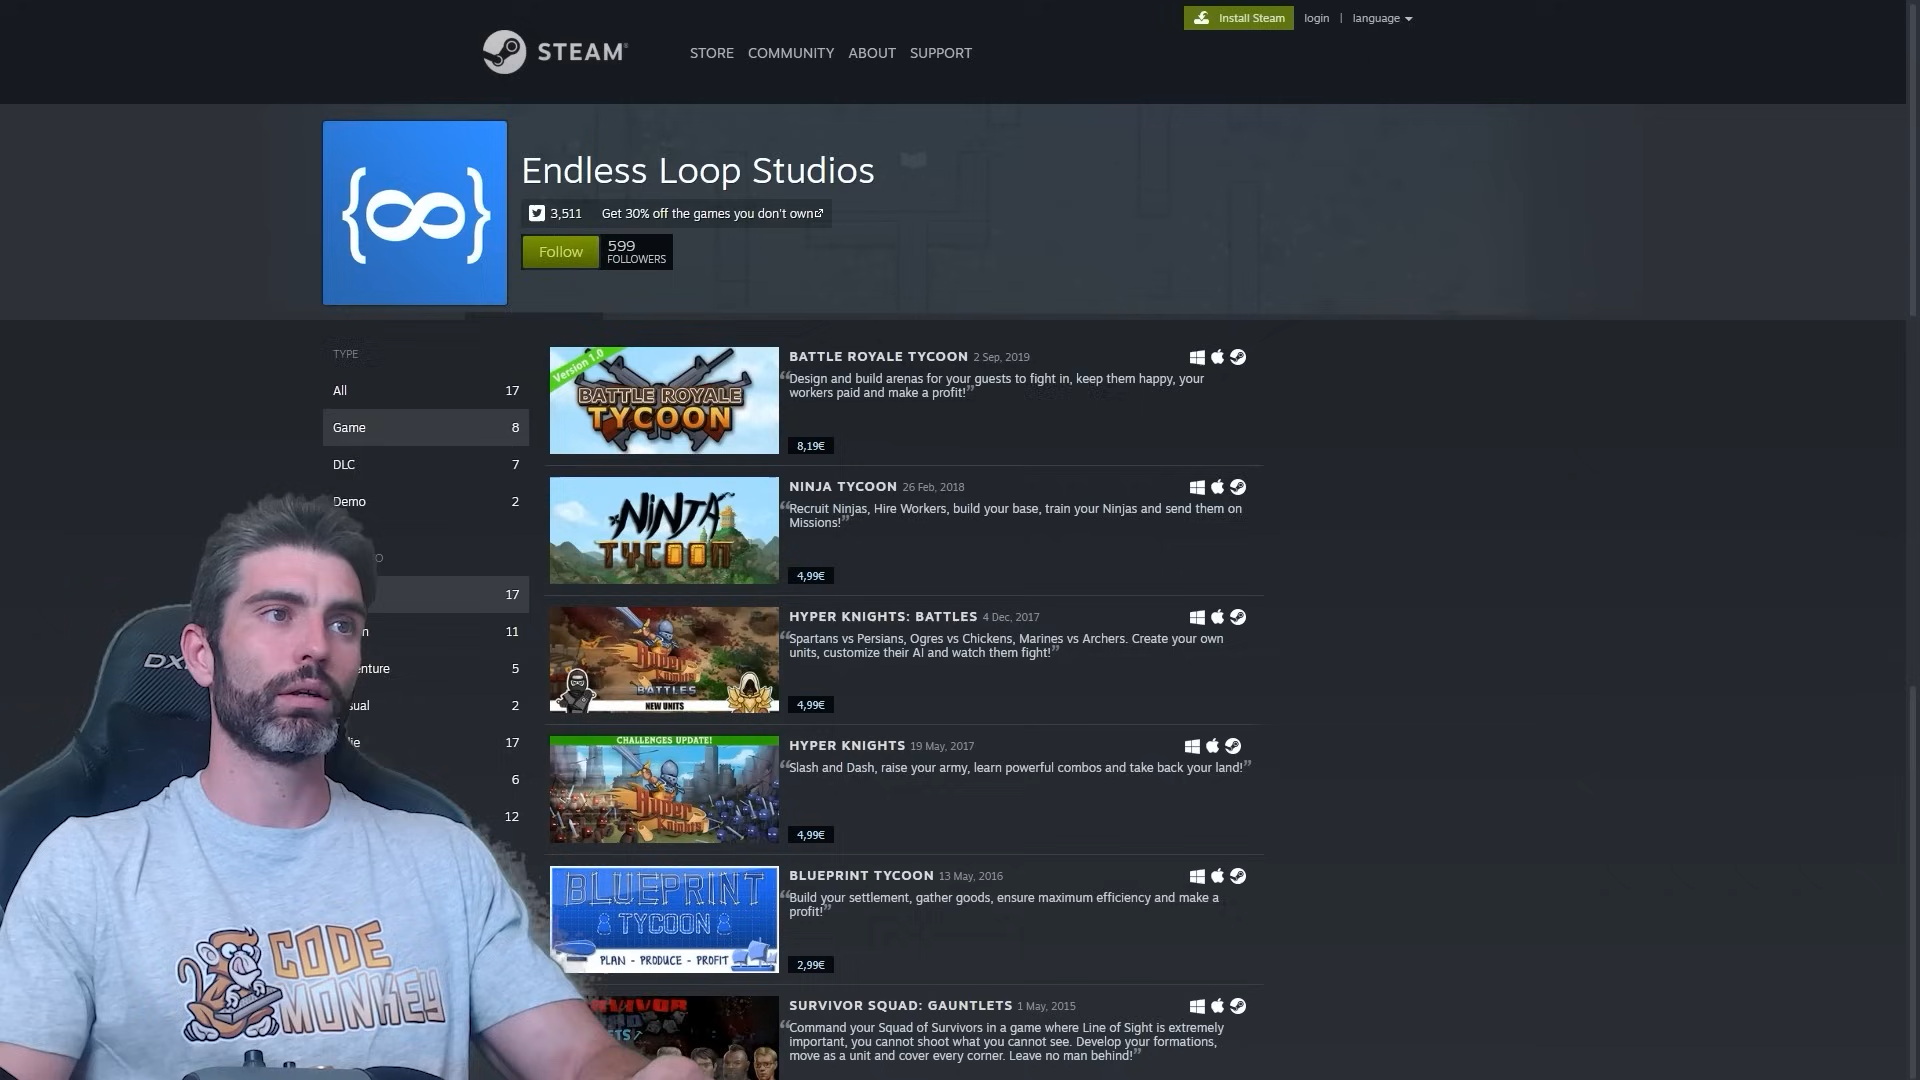 Install Steam login | language
STEAM
STORE COMMUNITY ABOUT SUPPORT
Endless Loop Studios
3,511 Get 30% off the games you don't own
Follow 599
FOLLOWERS
TYPE
All 17
Game 8
DLC 7
Demo 2
17
11
enture 5
sual 2
ie 17
6
12
Version 1.0
BATTLE ROYALE
TYCOON
BATTLE ROYALE TYCOON 2 Sep, 2019
“Design and build arenas for your guests to fight in, keep them happy, your
workers paid and make a profit!”
8,19€
NINJA
TYCOON
NINJA TYCOON 26 Feb, 2018
“Recruit Ninjas, Hire Workers, build your base, train your Ninjas and send them on
Missions!”
4,99€
Hyper
Knights
BATTLES
NEW UNITS
HYPER KNIGHTS: BATTLES 4 Dec, 2017
“Spartans vs Persians, Ogres vs Chickens, Marines vs Archers. Create your own
units, customize their AI and watch them fight!”
4,99€
CHALLENGES UPDATE!
Hyper
Knights
HYPER KNIGHTS 19 May, 2017
“Slash and Dash, raise your army, learn powerful combos and take back your land!”
4,99€
BLUEPRINT
TYCOON
PLAN - PRODUCE - PROFIT
BLUEPRINT TYCOON 13 May, 2016
“Build your settlement, gather goods, ensure maximum efficiency and make a
profit!”
2,99€
SURVIVOR SQUAD: GAUNTLETS 1 May, 2015
“Command your Squad of Survivors in a game where Line of Sight is extremely
important, you cannot shoot what you cannot see. Develop your formations,
move as a unit and cover every corner. Leave no man behind!”
DX
CODE
MONKEY